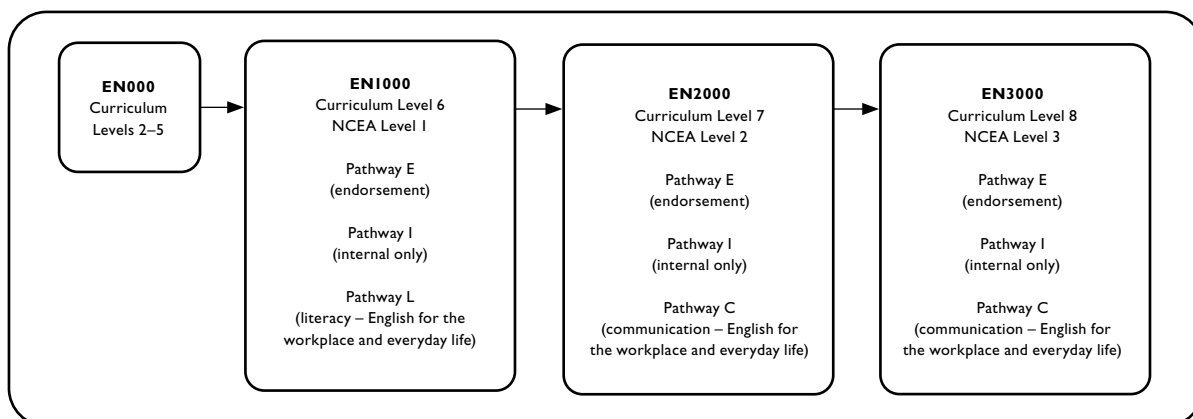 EN000
Curriculum
Levels 2–5
EN1000
Curriculum Level 6
NCEA Level 1
Pathway E
(endorsement)
Pathway I
(internal only)
Pathway L
(literacy – English for the
workplace and everyday life)
EN2000
Curriculum Level 7
NCEA Level 2
Pathway E
(endorsement)
Pathway I
(internal only)
Pathway C
(communication – English for
the workplace and everyday life)
EN3000
Curriculum Level 8
NCEA Level 3
Pathway E
(endorsement)
Pathway I
(internal only)
Pathway C
(communication – English for
the workplace and everyday life)